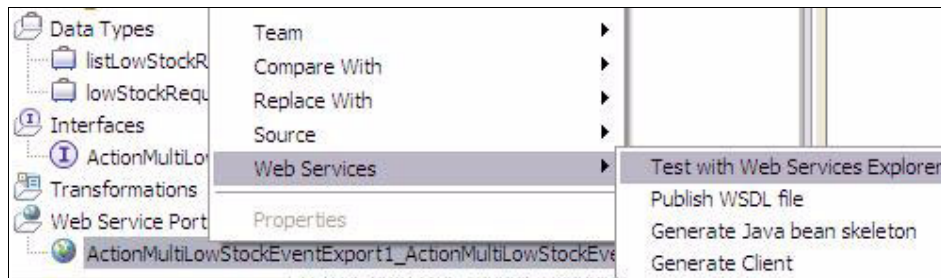 Data Types
listLowStockR
lowStockRequ
Interfaces
ActionMultiLo
Transformations
Web Service Port
ActionMultiLowStockEventExport1_ActionMultiLowStockEve
Team
Compare With
Replace With
Source
Web Services
Properties
Test with Web Services Explorer
Publish WSDL file
Generate Java bean skeleton
Generate Client